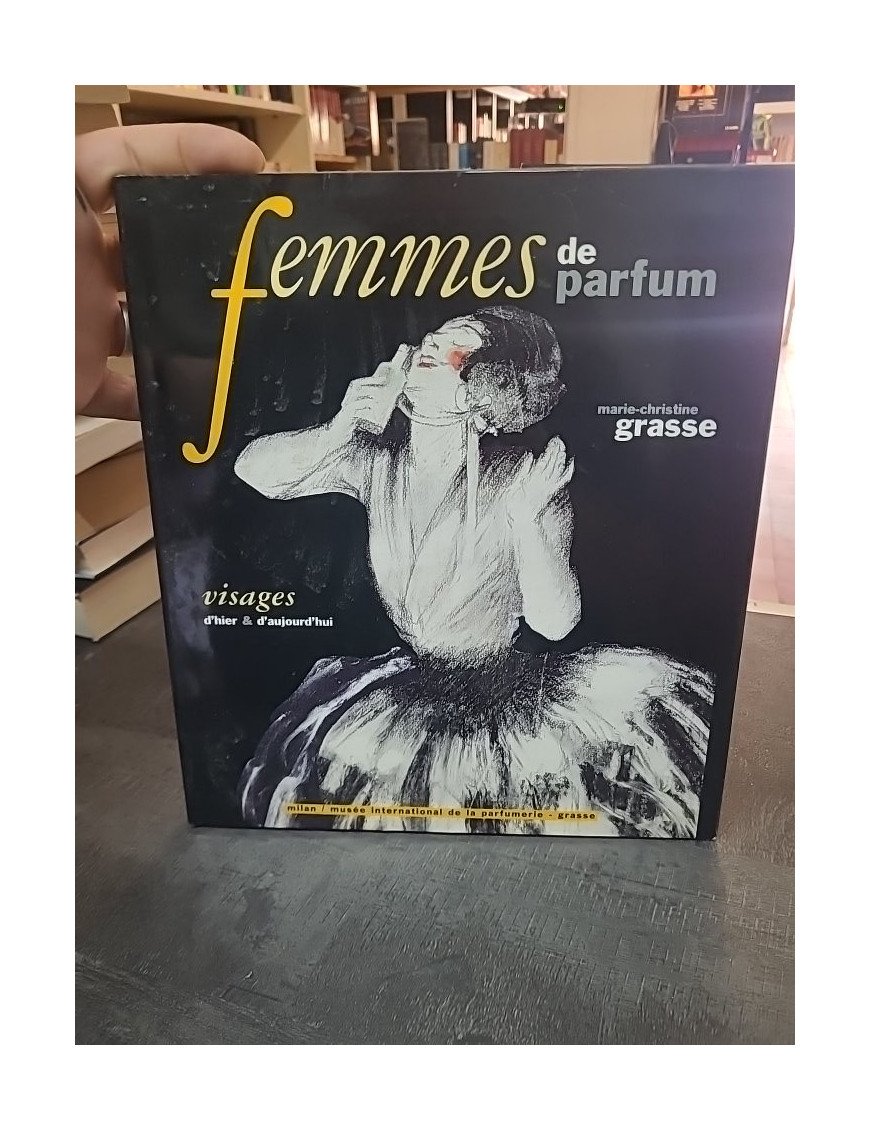 femmes de
parfum
marie-christine
grasse
visages
d'hier & d'aujourd'hui
milan / musée international de la parfumerie - grasse